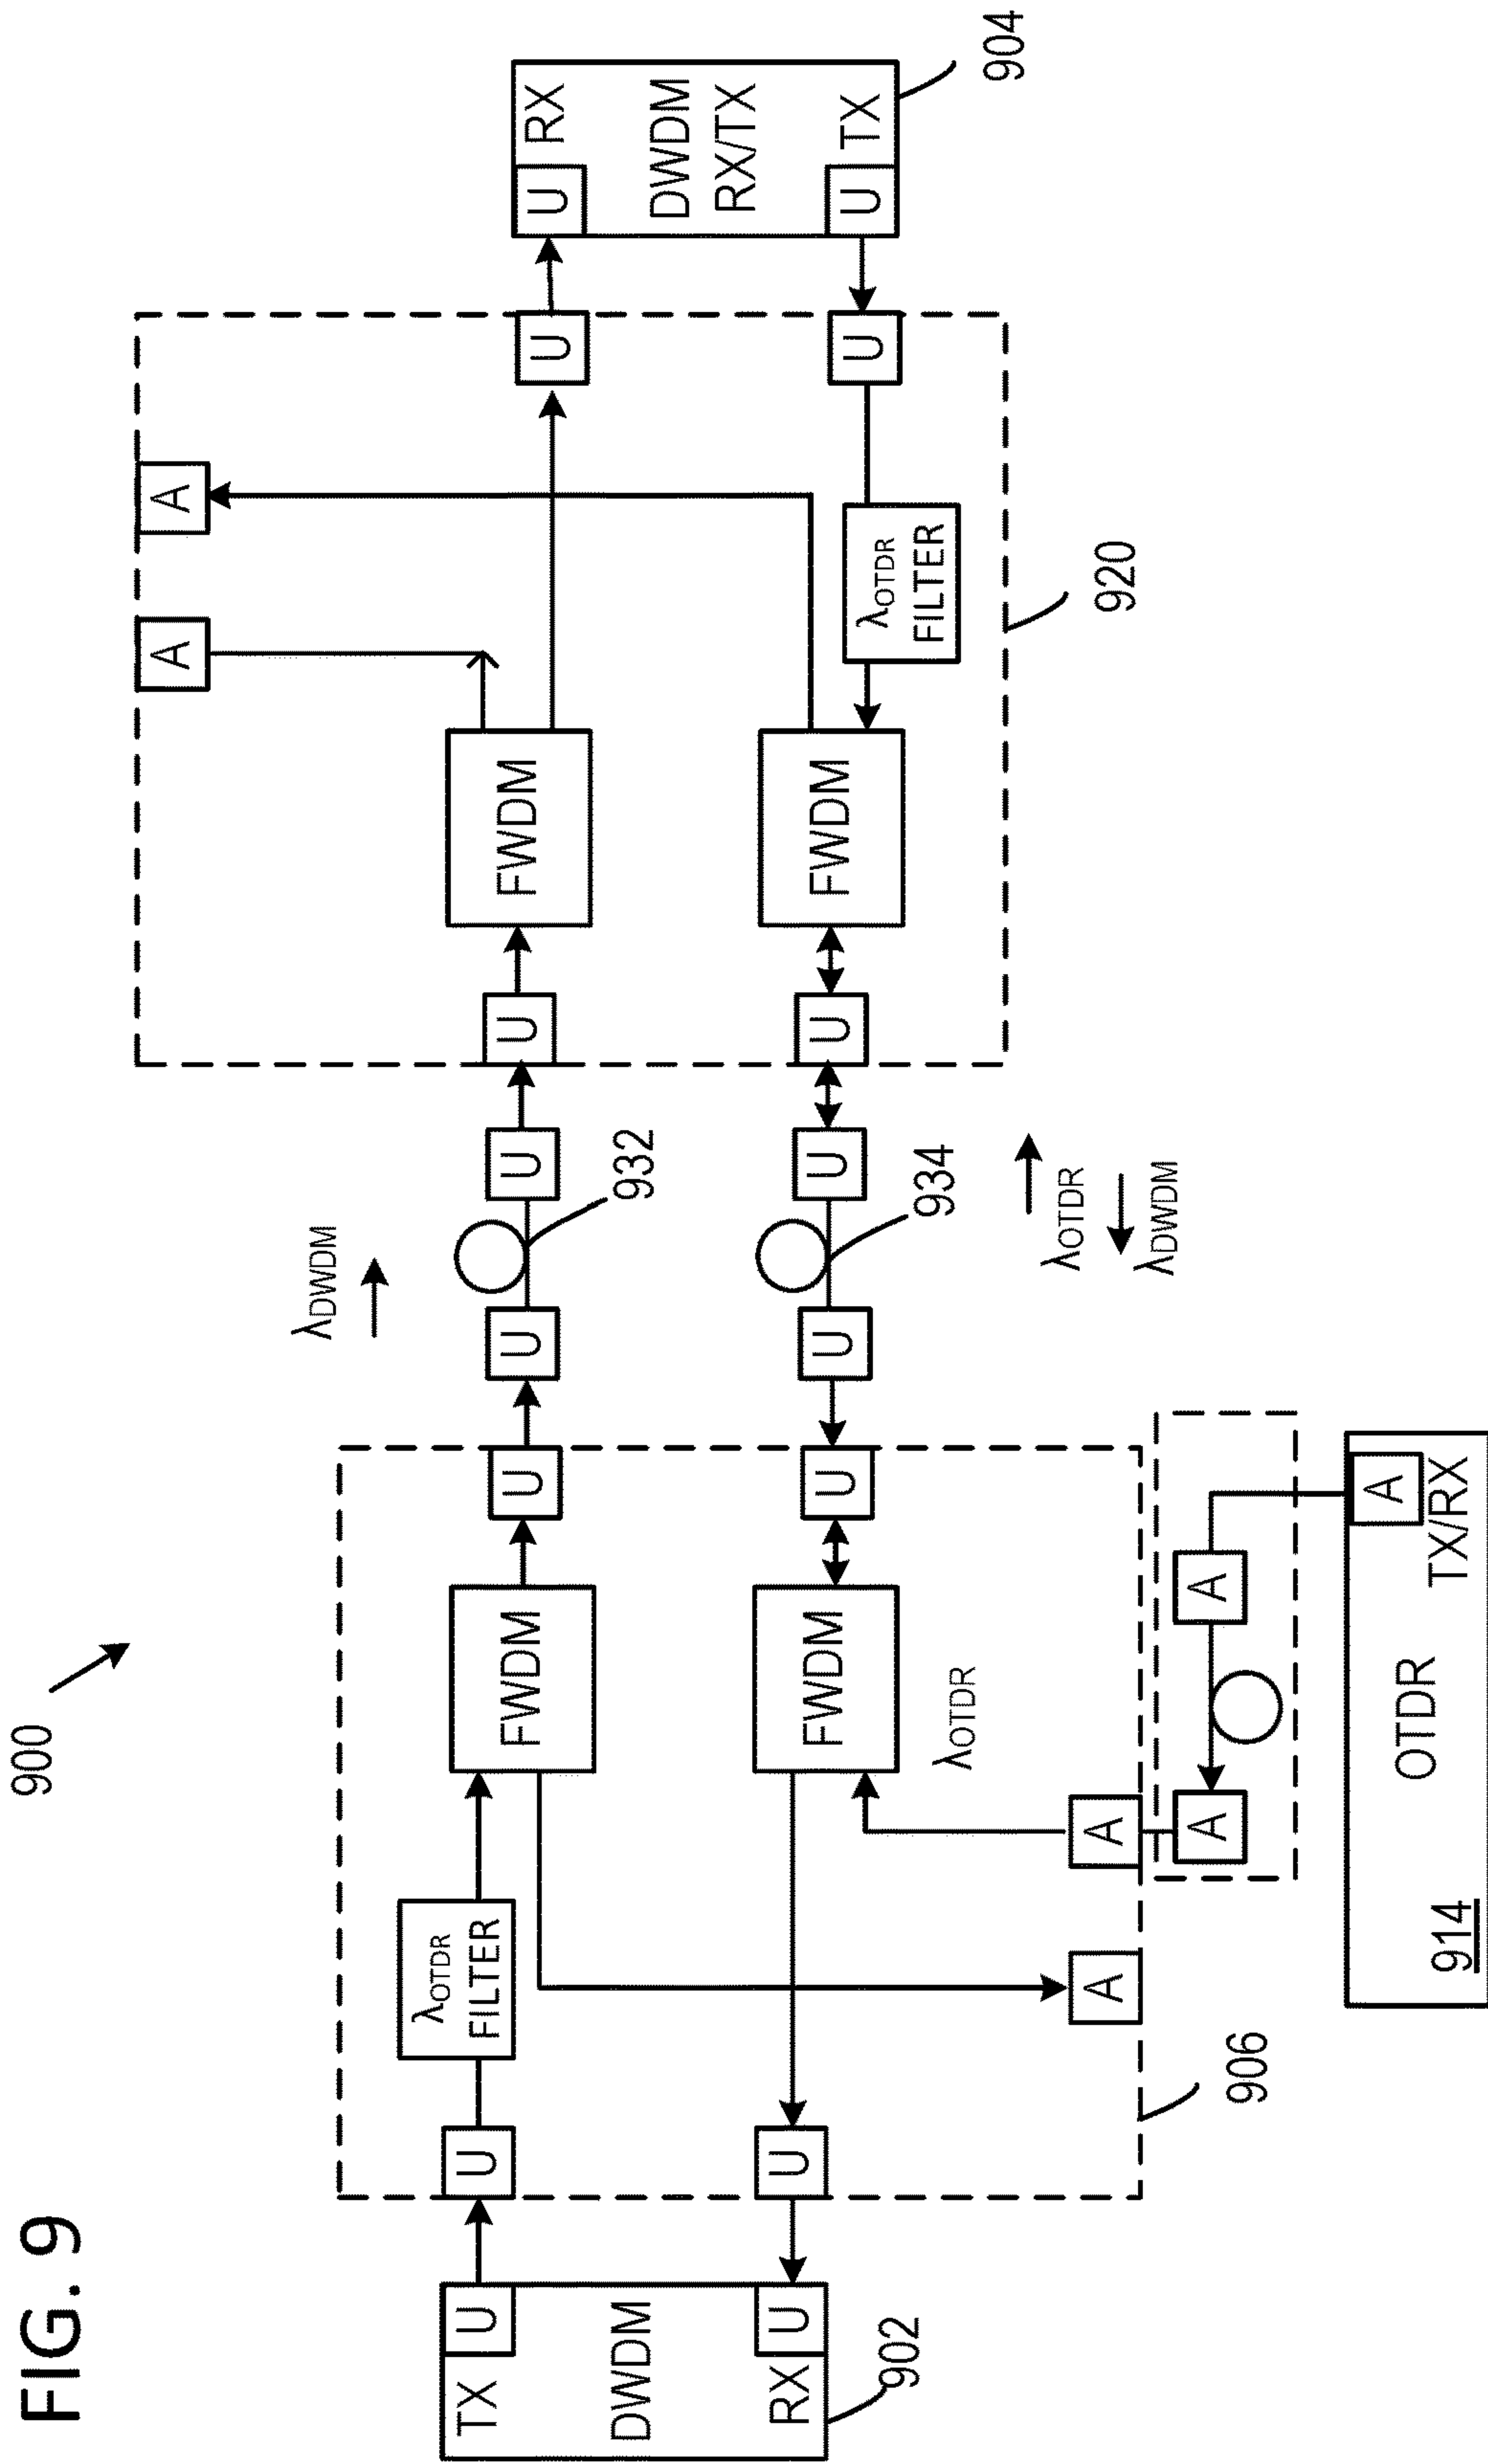 FIG. 9
900
TX
U
DWDM
RX
U
902
U
λOTDR
FILTER
FWDM
U
U
FWDM
U
λOTDR
A
A
906
A
A
A
TX/RX
OTDR
914
λDWDM
U
U
932
U
U
934
λOTDR
λDWDM
U
FWDM
A
A
U
U
FWDM
λOTDR
FILTER
U
920
U
RX
DWDM
RX/TX
U
TX
904